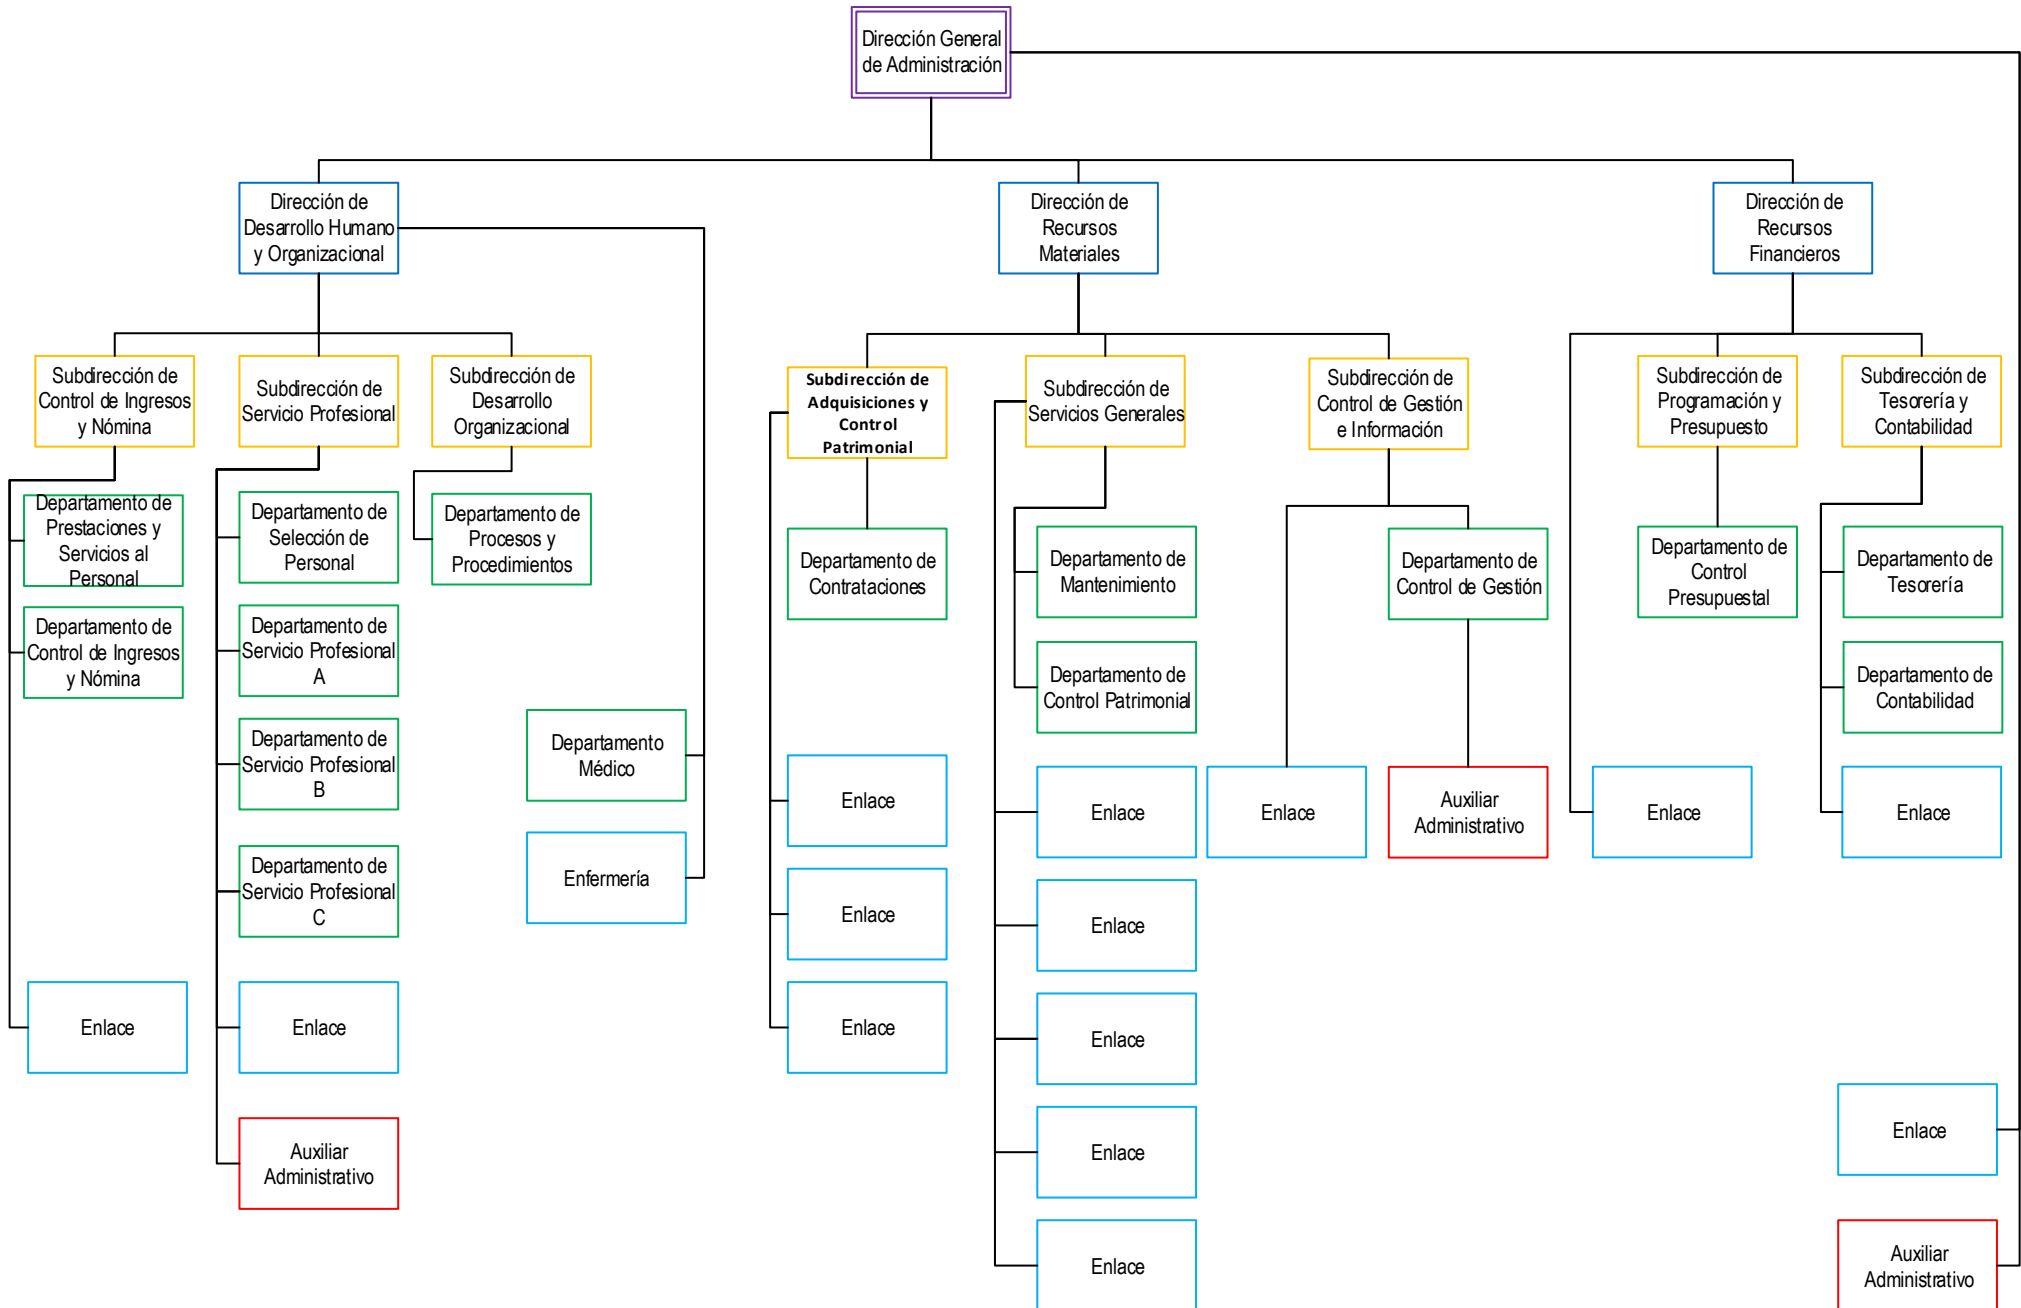 Dirección General
de Administración
Dirección de
Desarrollo Humano
y Organizacional
Dirección de
Recursos
Materiales
Dirección de
Recursos
Financieros
Subdirección de
Control de Ingresos
y Nómina
Subdirección de
Servicio Profesional
Subdirección de
Desarrollo
Organizacional
Subdirección de
Adquisiciones y
Control
Patrimonial
Subdirección de
Servicios Generales
Subdirección de
Control de Gestión
e Información
Subdirección de
Programación y
Presupuesto
Subdirección de
Tesorería y
Contabilidad
Departamento de
Prestaciones y
Servicios al
Personal
Departamento de
Selección de
Personal
Departamento de
Procesos y
Procedimientos
Departamento de
Contrataciones
Departamento de
Mantenimiento
Departamento de
Control de Gestión
Departamento de
Control
Presupuestal
Departamento de
Tesorería
Departamento de
Control de Ingresos
y Nómina
Departamento de
Servicio Profesional
A
Departamento de
Control Patrimonial
Departamento de
Contabilidad
Departamento de
Servicio Profesional
B
Departamento
Médico
Enlace
Enlace
Enlace
Auxiliar
Administrativo
Enlace
Enlace
Departamento de
Servicio Profesional
C
Enfermería
Enlace
Enlace
Enlace
Enlace
Enlace
Enlace
Auxiliar
Administrativo
Enlace
Enlace
Enlace
Auxiliar
Administrativo